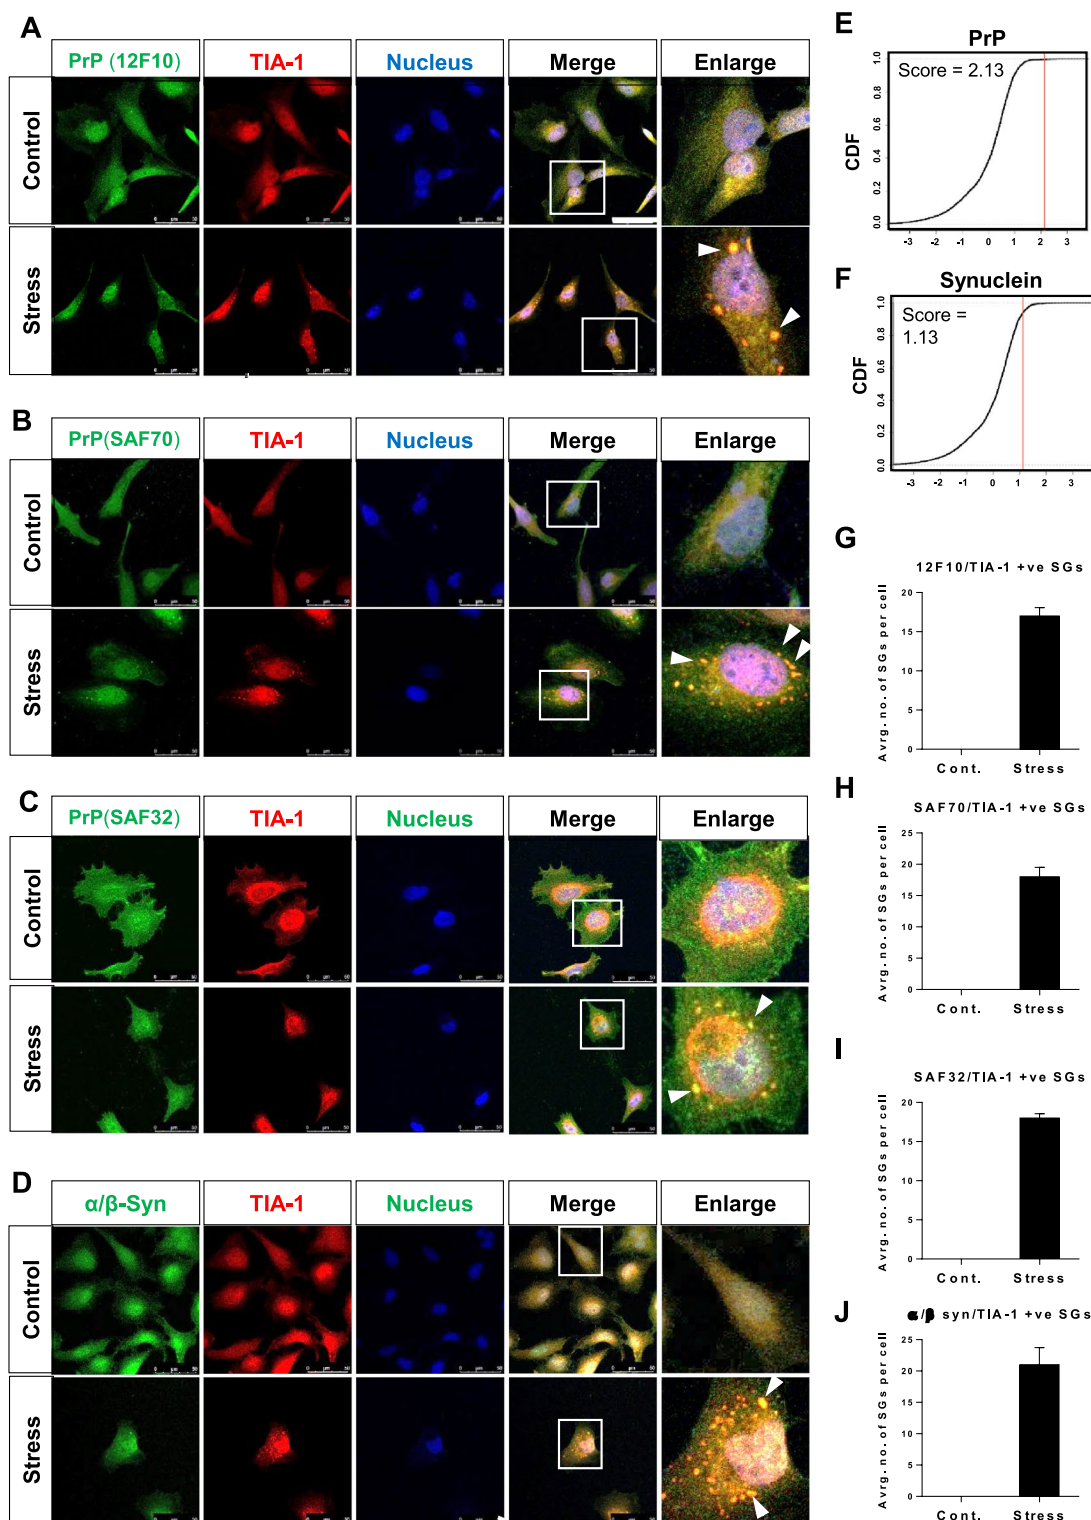 A
PrP (12F10) TIA-1 Nucleus Merge Enlarge
Control
Stress
B
PrP(SAF70) TIA-1 Nucleus Merge Enlarge
Control
Stress
C
PrP(SAF32) TIA-1 Nucleus Merge Enlarge
Control
Stress
D
α/β-Syn TIA-1 Nucleus Merge Enlarge
Control
Stress
E
PrP
Score = 2.13
CDF
1.0
0.8
0.6
0.4
0.2
0.0
-3 -2 -1 0 1 2 3
F
Synuclein
Score =
1.13
CDF
1.0
0.8
0.6
0.4
0.2
0.0
-3 -2 -1 0 1 2 3
G
12F10/TIA-1 +ve SGs
Avrg. no. of SGs per cell
20
15
10
5
0
Cont. Stress
H
SAF70/TIA-1 +ve SGs
Avrg. no. of SGs per cell
25
20
15
10
5
0
Cont. Stress
I
SAF32/TIA-1 +ve SGs
Avrg. no. of SGs per cell
20
15
10
5
0
Cont. Stress
J
α/β syn/TIA-1 +ve SGs
Avrg. no. of SGs per cell
25
20
15
10
5
0
Cont. Stress